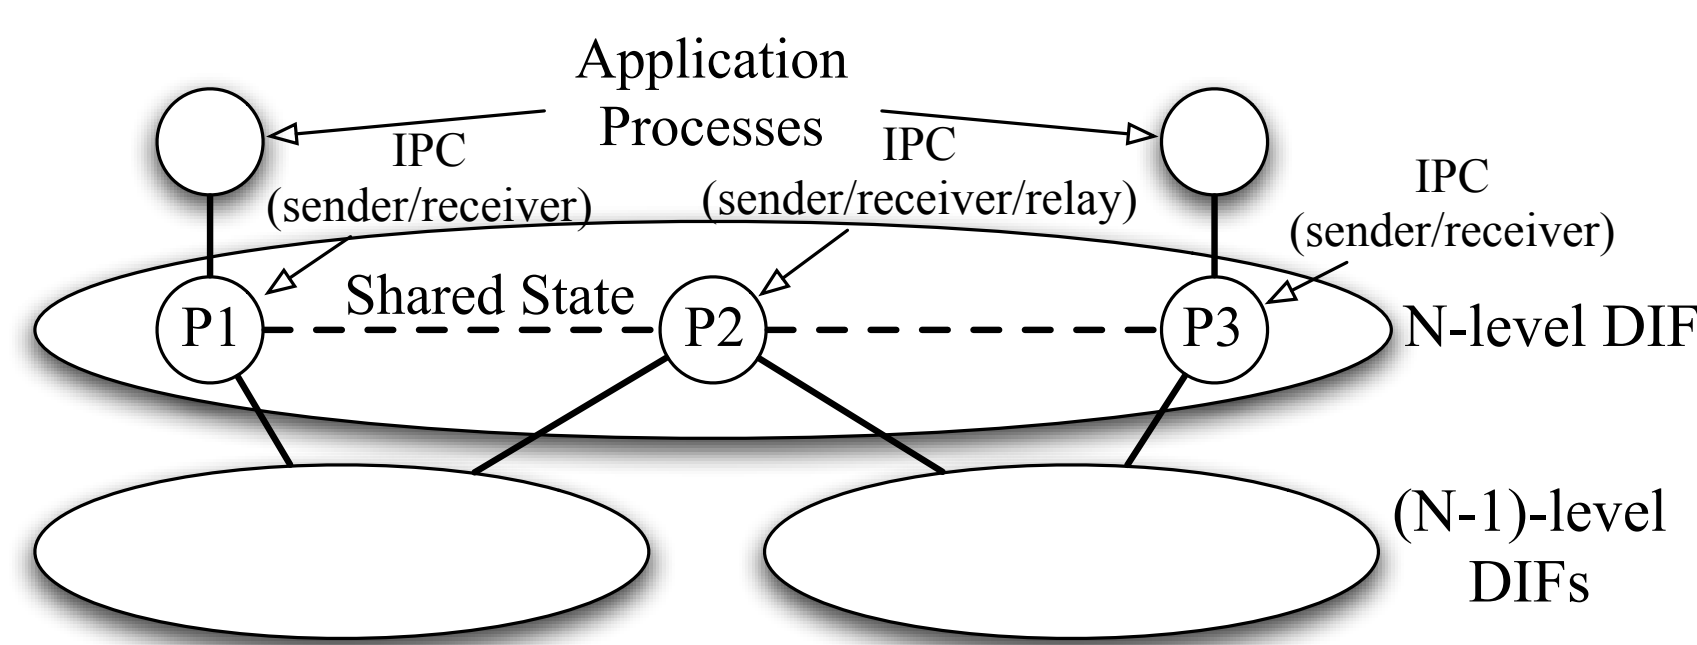 Application
Processes
IPC
(sender/receiver)
IPC
(sender/receiver/relay)
IPC
(sender/receiver)
Shared State
P1
P2
P3
N-level DIF
(N-1)-level
DIFs